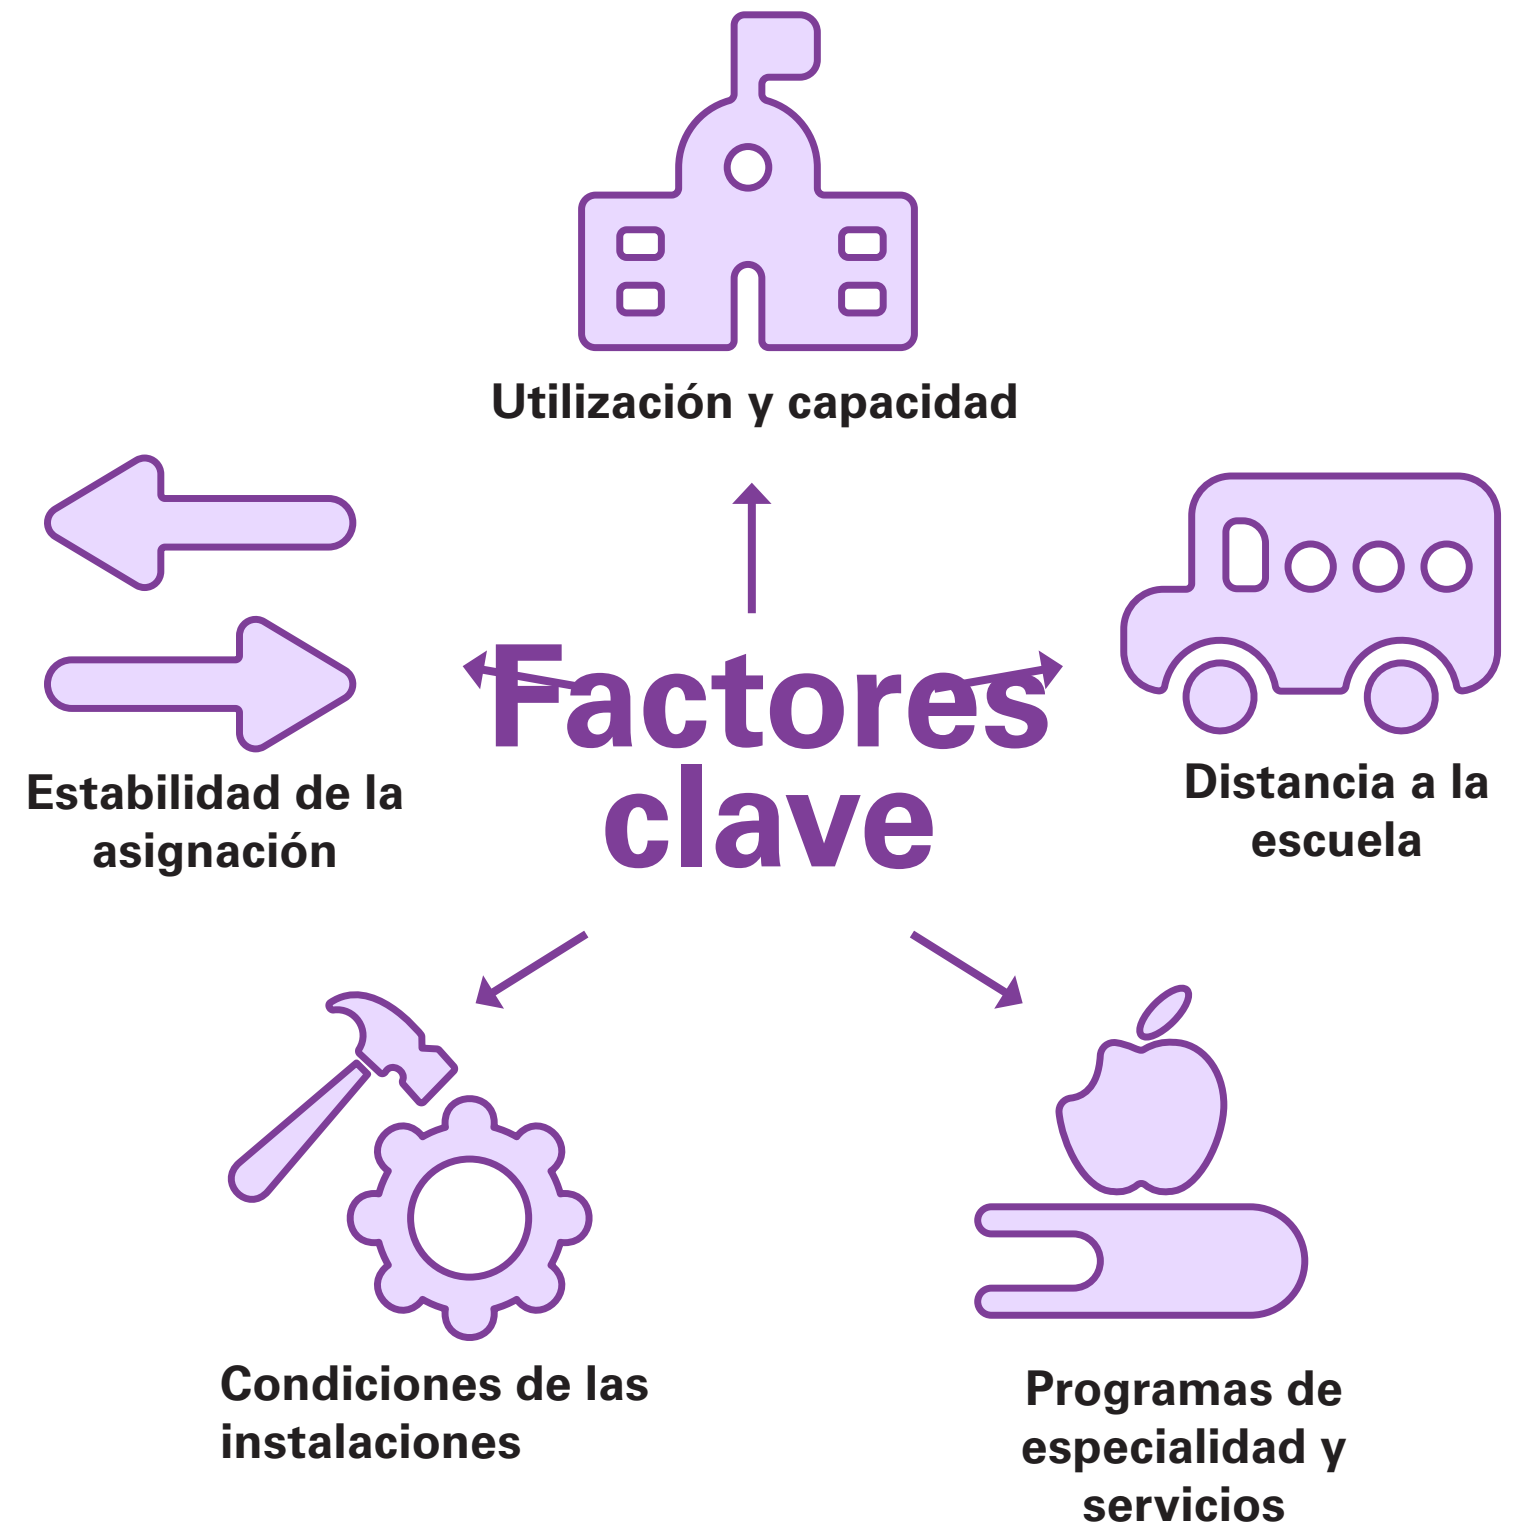 Utilización y capacidad
Factores
clave
Estabilidad de la
asignación
Distancia a la
escuela
Condiciones de las
instalaciones
Programas de
especialidad y
servicios